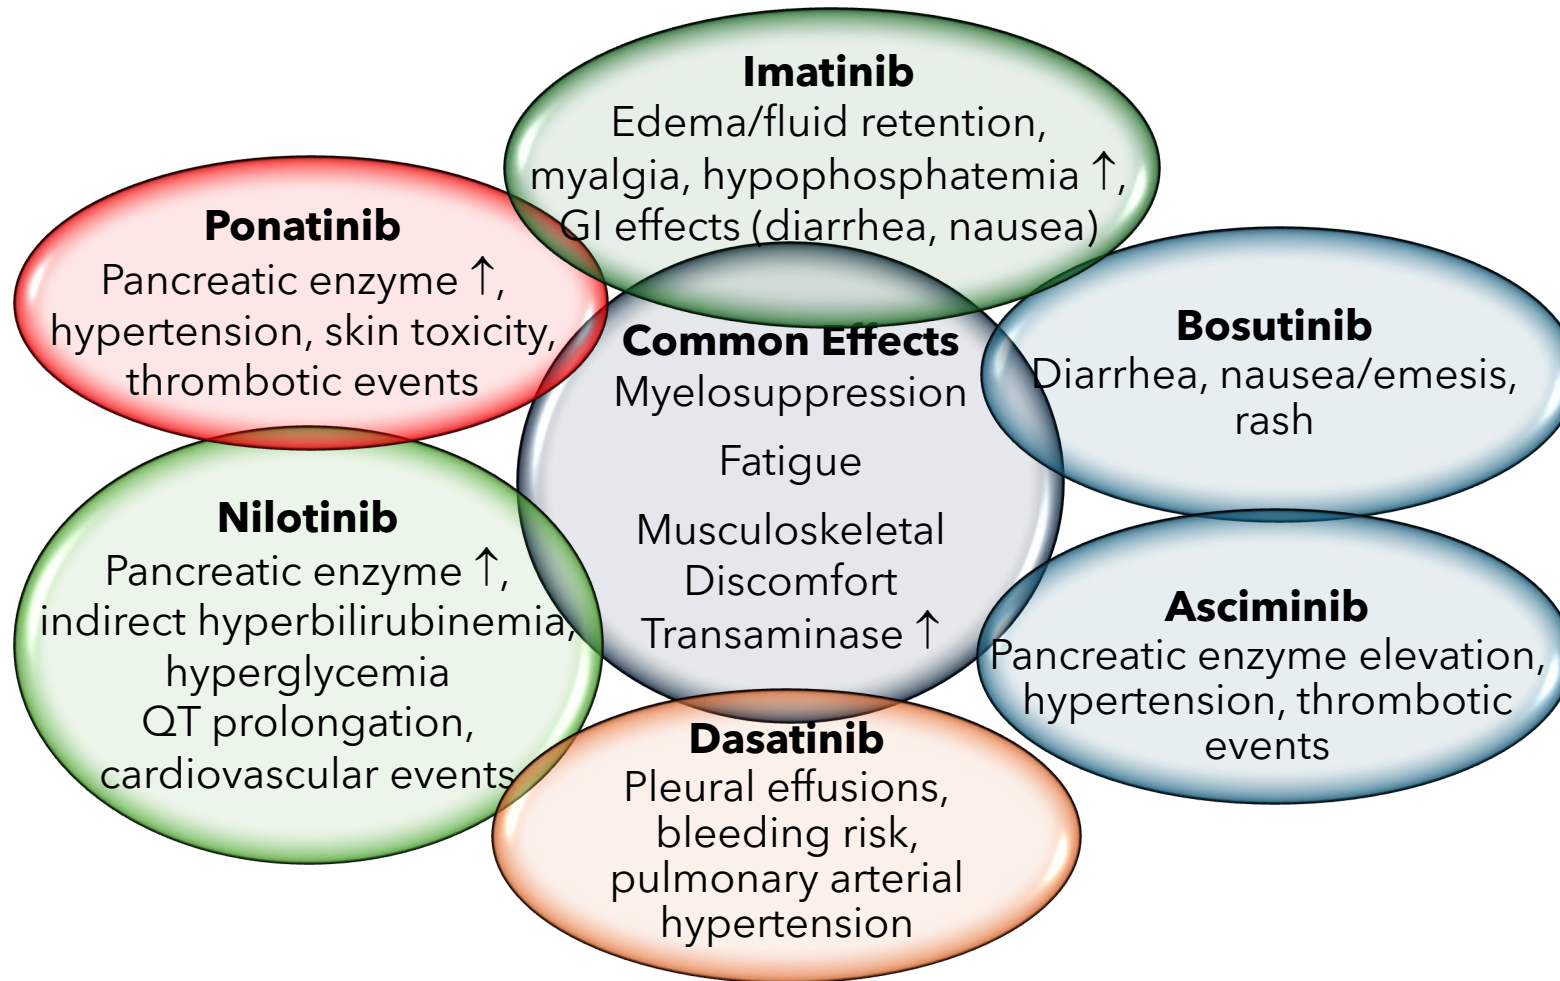 Imatinib
Edema/fluid retention,
myalgia, hypophosphatemia ↑,
GI effects (diarrhea, nausea)
Ponatinib
Pancreatic enzyme ↑,
hypertension, skin toxicity,
thrombotic events
Common Effects
Myelosuppression
Fatigue
Musculoskeletal
Discomfort
Transaminase ↑
Bosutinib
Diarrhea, nausea/emesis,
rash
Nilotinib
Pancreatic enzyme ↑,
indirect hyperbilirubinemia,
hyperglycemia
QT prolongation,
cardiovascular events
Asciminib
Pancreatic enzyme elevation,
hypertension, thrombotic
events
Dasatinib
Pleural effusions,
bleeding risk,
pulmonary arterial
hypertension